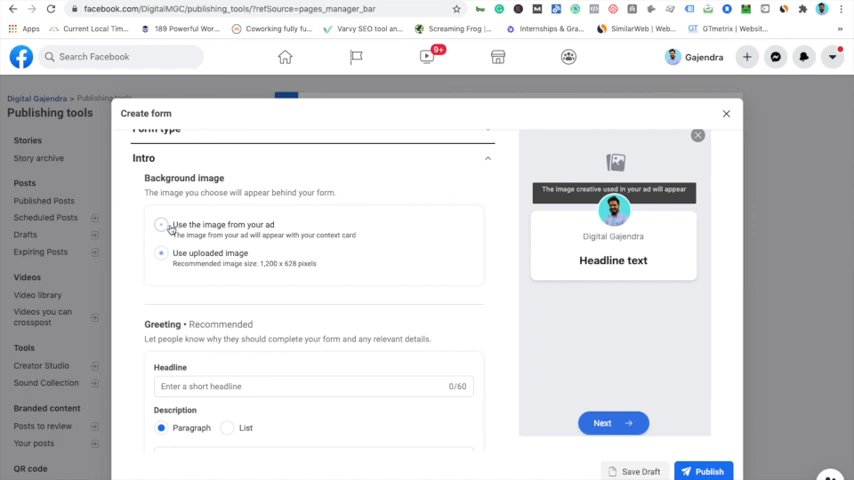 facebook.com/DigitalMGC/publishing_tools/?refSource=pages_manager_bar
Apps
Current Local Tim...
189 Powerful Wor...
Coworking fully fu...
Varvy SEO tool an...
Screaming Frog |...
Internships & Gra...
SimilarWeb | Web...
GTmetrix | Websit...
Search Facebook
9+
Gajendra
Digital Gajendra > Publishing tools
Publishing tools
Stories
Story archive
Posts
Published Posts
Scheduled Posts
Drafts
Expiring Posts
Videos
Video library
Videos you can
crosspost
Tools
Creator Studio
Sound Collection
Branded content
Posts to review
Your posts
QR code
Create form
Form type
Intro
Background image
The image you choose will appear behind your form.
Use the image from your ad
The image from your ad will appear with your context card
Use uploaded image
Recommended image size: 1,200 x 628 pixels
Greeting • Recommended
Let people know why they should complete your form and any relevant details.
Headline
Enter a short headline
0/60
Description
Paragraph
List
The image creative used in your ad will appear
Digital Gajendra
Headline text
Next
Save Draft
Publish